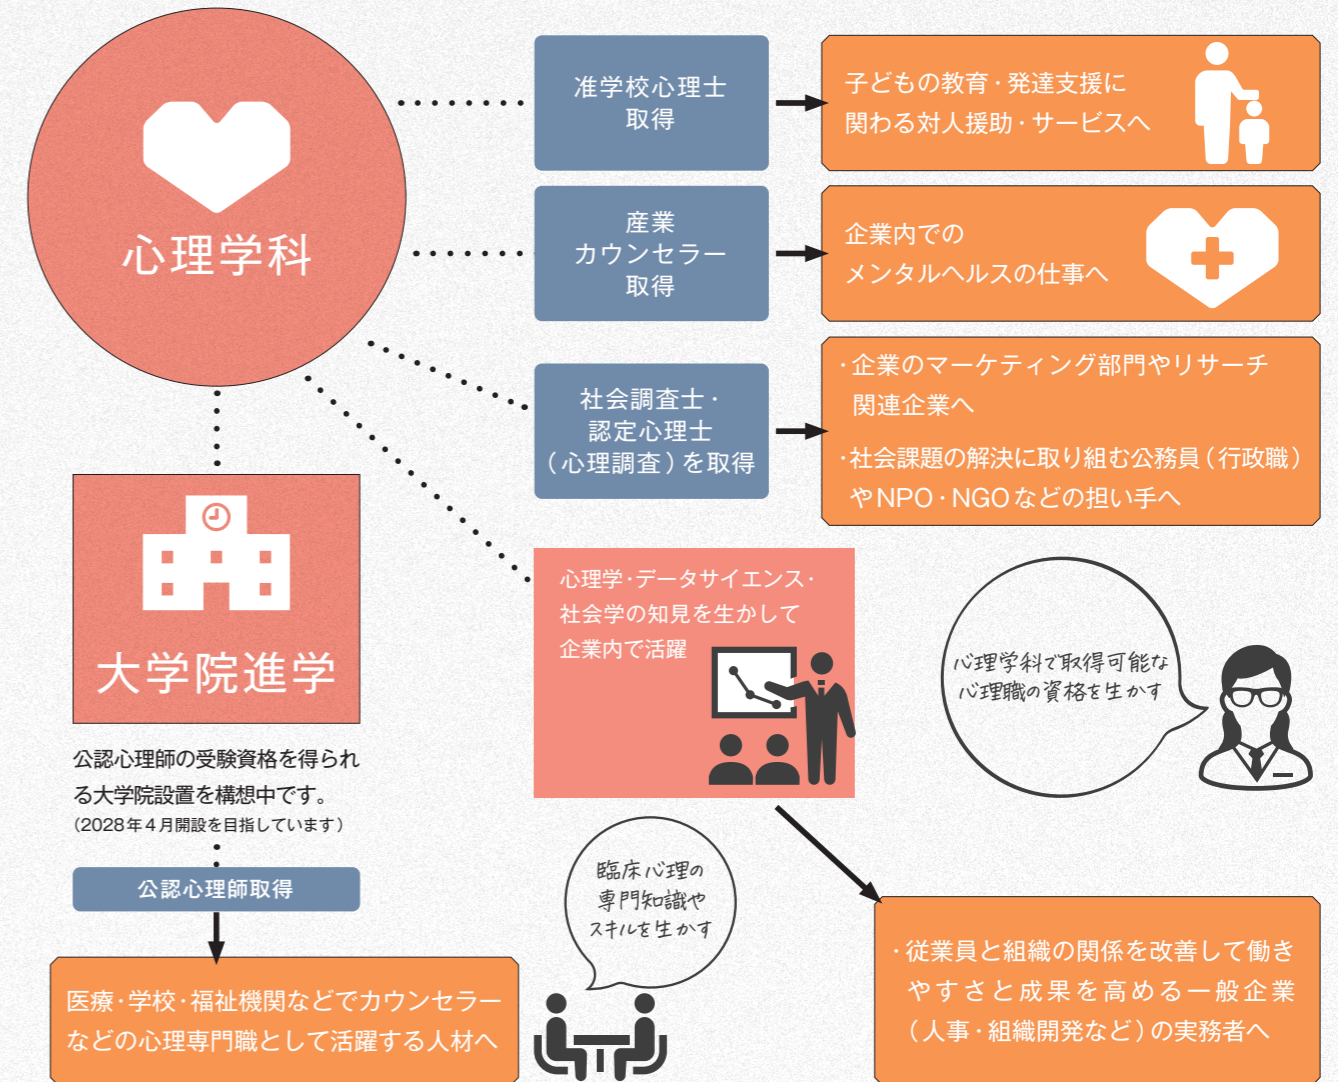 心理学科
准学校心理士
取得
子どもの教育・発達支援に
関わる対人援助・サービスへ
産業
カウンセラー
取得
企業内での
メンタルヘルスの仕事へ
社会調査士・
認定心理士
(心理調査)を取得
・企業のマーケティング部門やリサーチ
関連企業へ
・社会課題の解決に取り組む公務員(行政職)
やNPO・NGOなどの担い手へ
心理学・データサイエンス・
社会学の知見を生かして
企業内で活躍
心理学科で取得可能な
心理職の資格を生かす
大学院進学
公認心理師の受験資格を得られ
る大学院設置を構想中です。
(2028年4月開設を目指しています)
公認心理師取得
医療・学校・福祉機関などでカウンセラー
などの心理専門職として活躍する人材へ
臨床心理の
専門知識や
スキルを生かす
・従業員と組織の関係を改善して働き
やすさと成果を高める一般企業
(人事・組織開発など)の実務者へ